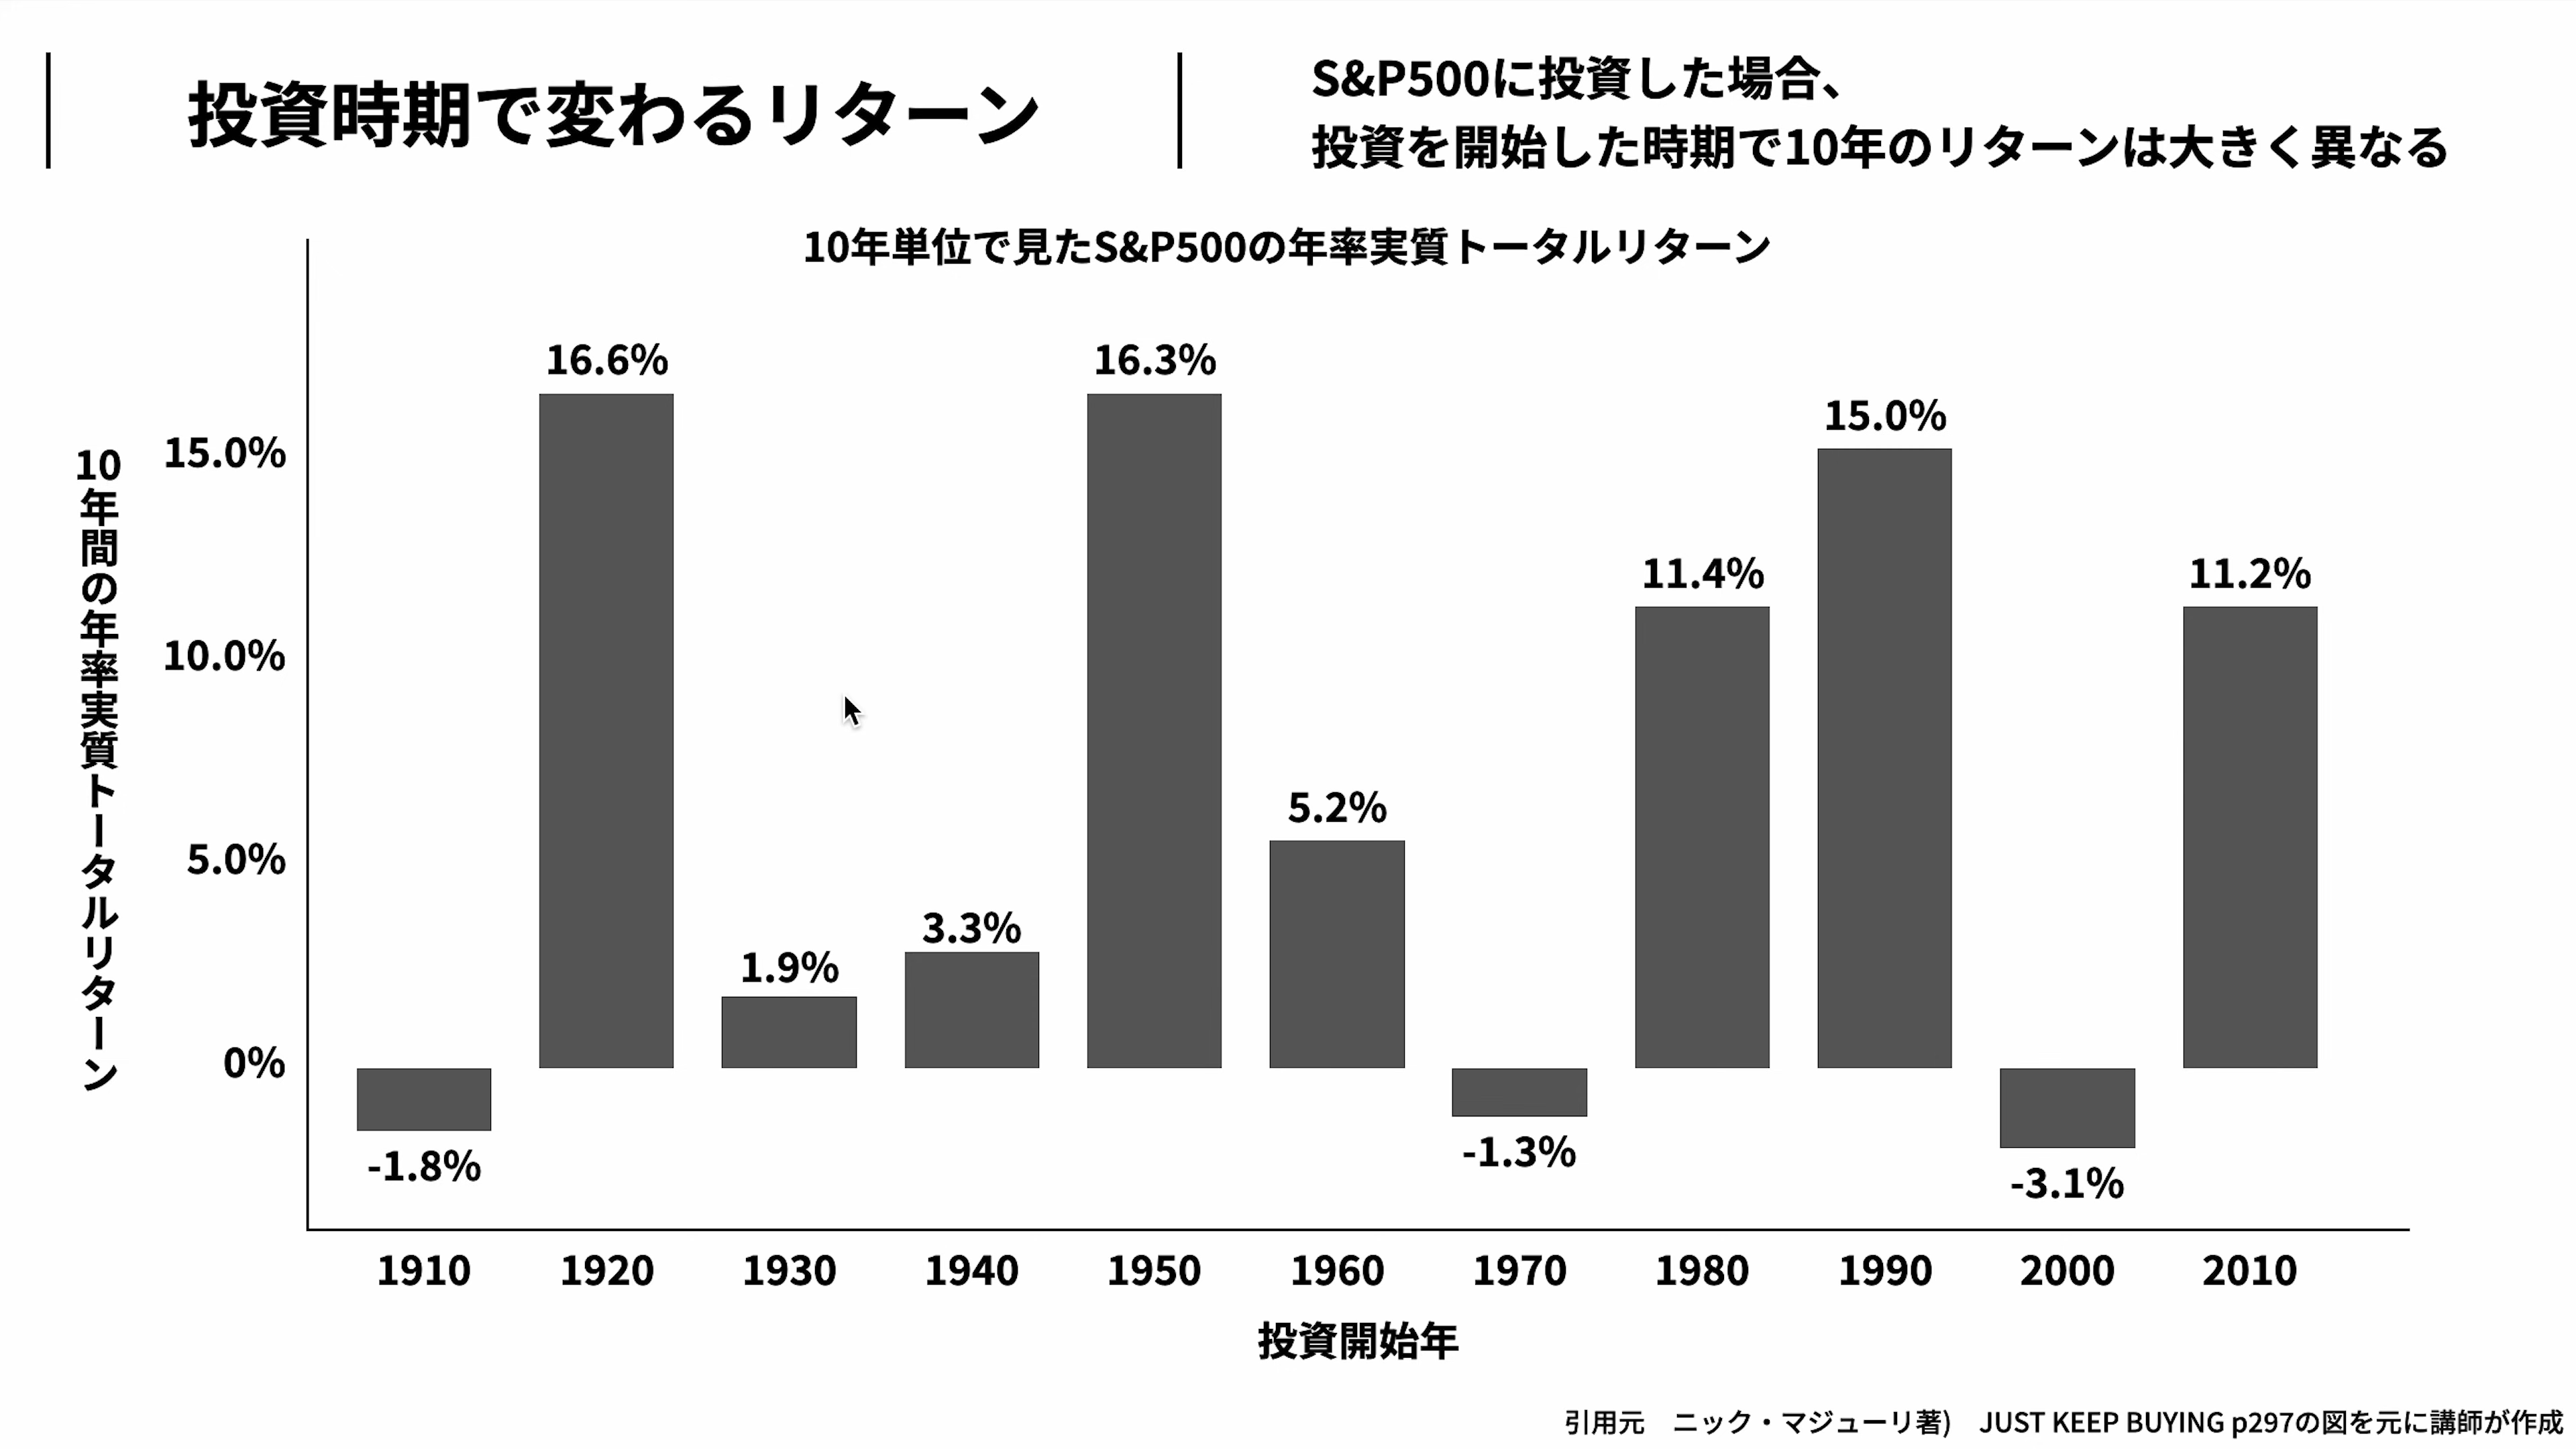 投資時期で変わるリターン
S&P500に投資した場合、
投資を開始した時期で10年のリターンは大きく異なる
10年単位で見たS&P500の年率実質トータルリターン
10年間の年率実質トータルリターン
15.0%
10.0%
5.0%
0%
-1.8%
16.6%
1.9%
3.3%
16.3%
5.2%
-1.3%
11.4%
15.0%
-3.1%
11.2%
1910 1920 1930 1940 1950 1960 1970 1980 1990 2000 2010
投資開始年
引用元　ニック・マジューリ著)　JUST KEEP BUYING p297の図を元に講師が作成